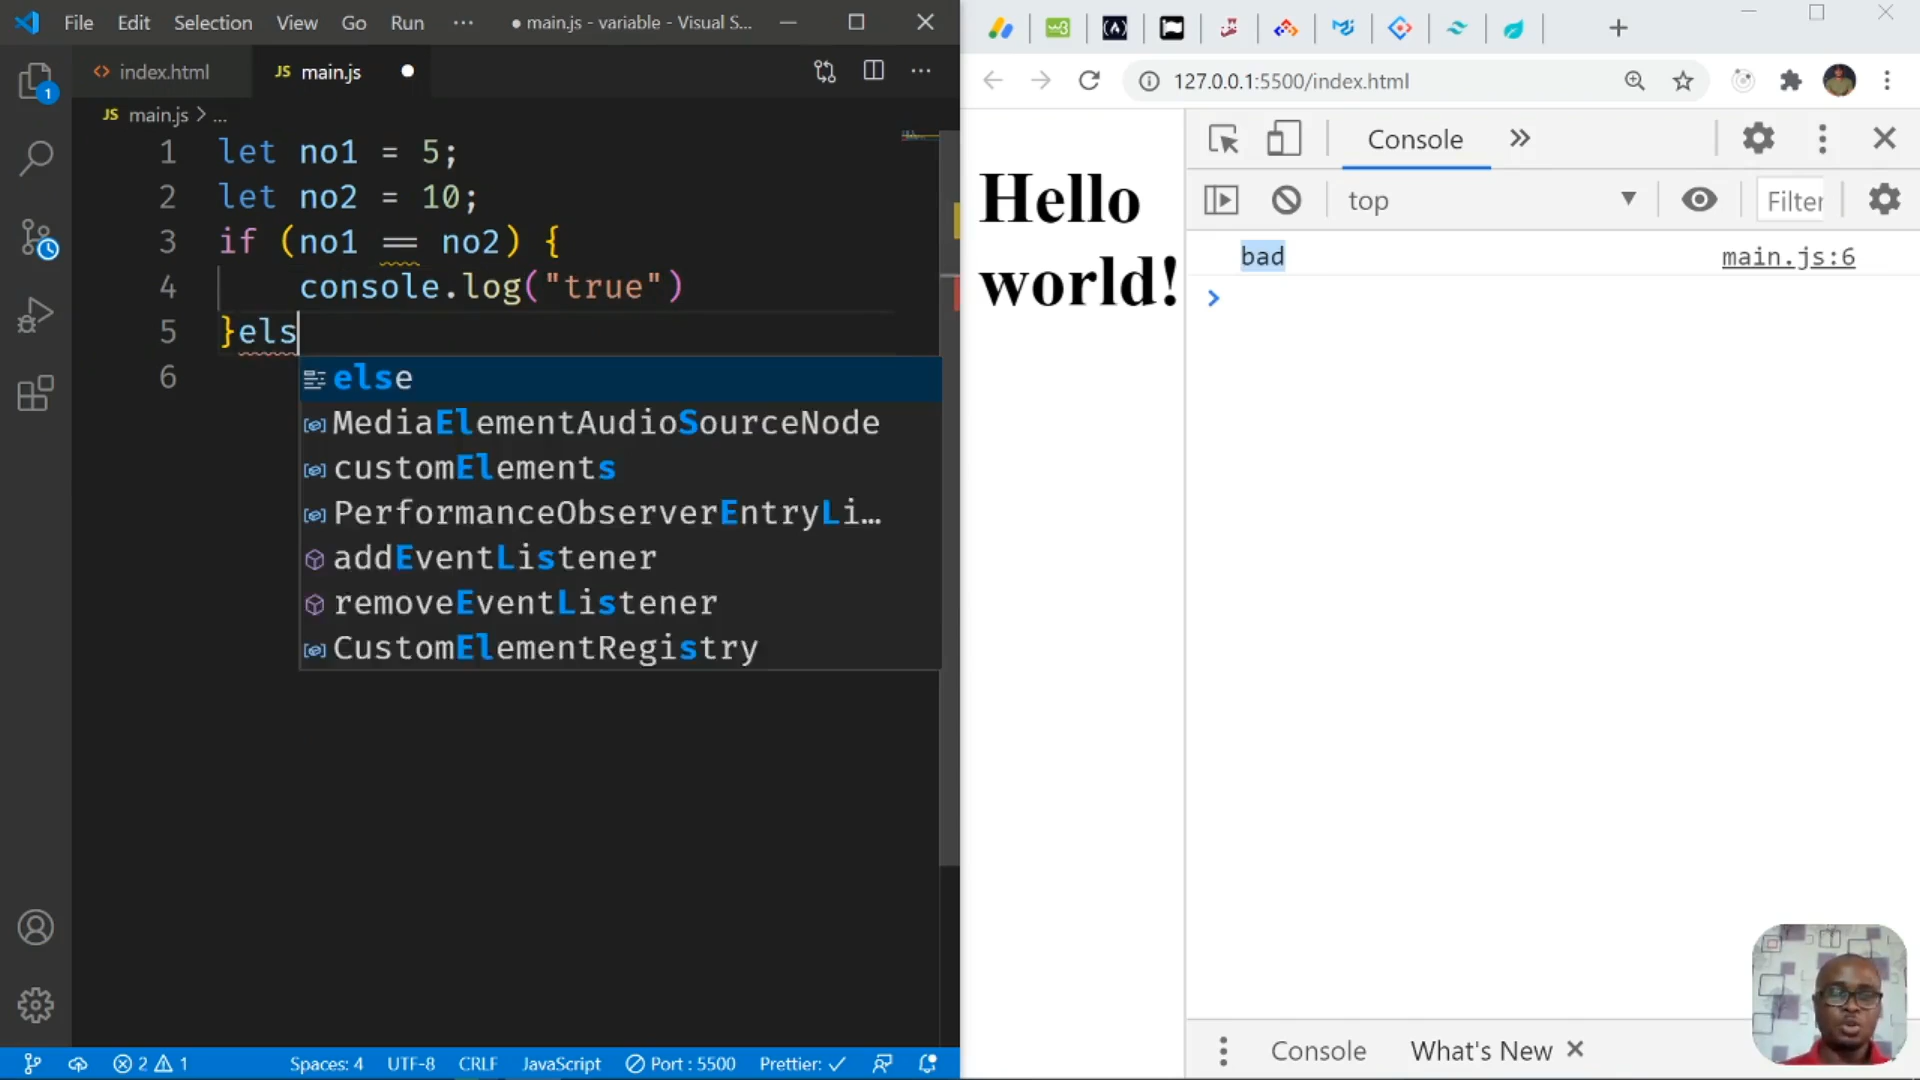 File Edit Selection View Go Run ··· ● main.js - variable - Visual S...
index.html JS main.js
JS main.js > ...
1 let no1 = 5;
2 let no2 = 10;
3 if (no1 == no2) {
4 console.log("true")
5 }els
6
else
MediaElementAudioSourceNode
customElements
PerformanceObserverEntryLi…
addEventListener
removeEventListener
CustomElementRegistry
1
2 1 Spaces: 4 UTF-8 CRLF JavaScript Port : 5500 Prettier: ✓
127.0.0.1:5500/index.html
Hello
world!
Console »
top Filter
bad main.js:6
>
Console What's New ×